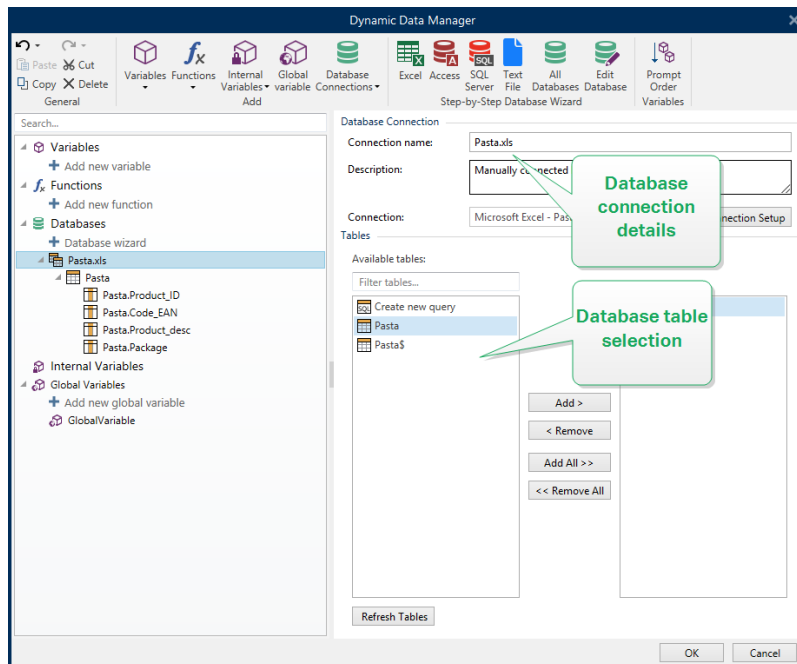 Dynamic Data Manager
Paste Cut
Copy Delete
General
Variables Functions Internal Variables Global variable Database Connections
Add
Excel Access SQL Server Text File All Databases Edit Database
Step-by-Step Database Wizard
Prompt Order
Variables
Search...
Variables
Add new variable
fx Functions
Add new function
Databases
Database wizard
Pasta.xls
Pasta
Pasta.Product_ID
Pasta.Code_EAN
Pasta.Product_desc
Pasta.Package
Internal Variables
Global Variables
Add new global variable
GlobalVariable
Database Connection
Connection name: Pasta.xls
Description: Manually connected
Connection: Microsoft Excel - Pas
nection Setup
Database
connection
details
Tables
Available tables:
Filter tables...
SQL Create new query
Pasta
Pasta$
Database table
selection
Add >
< Remove
Add All >>
<< Remove All
Refresh Tables
OK Cancel